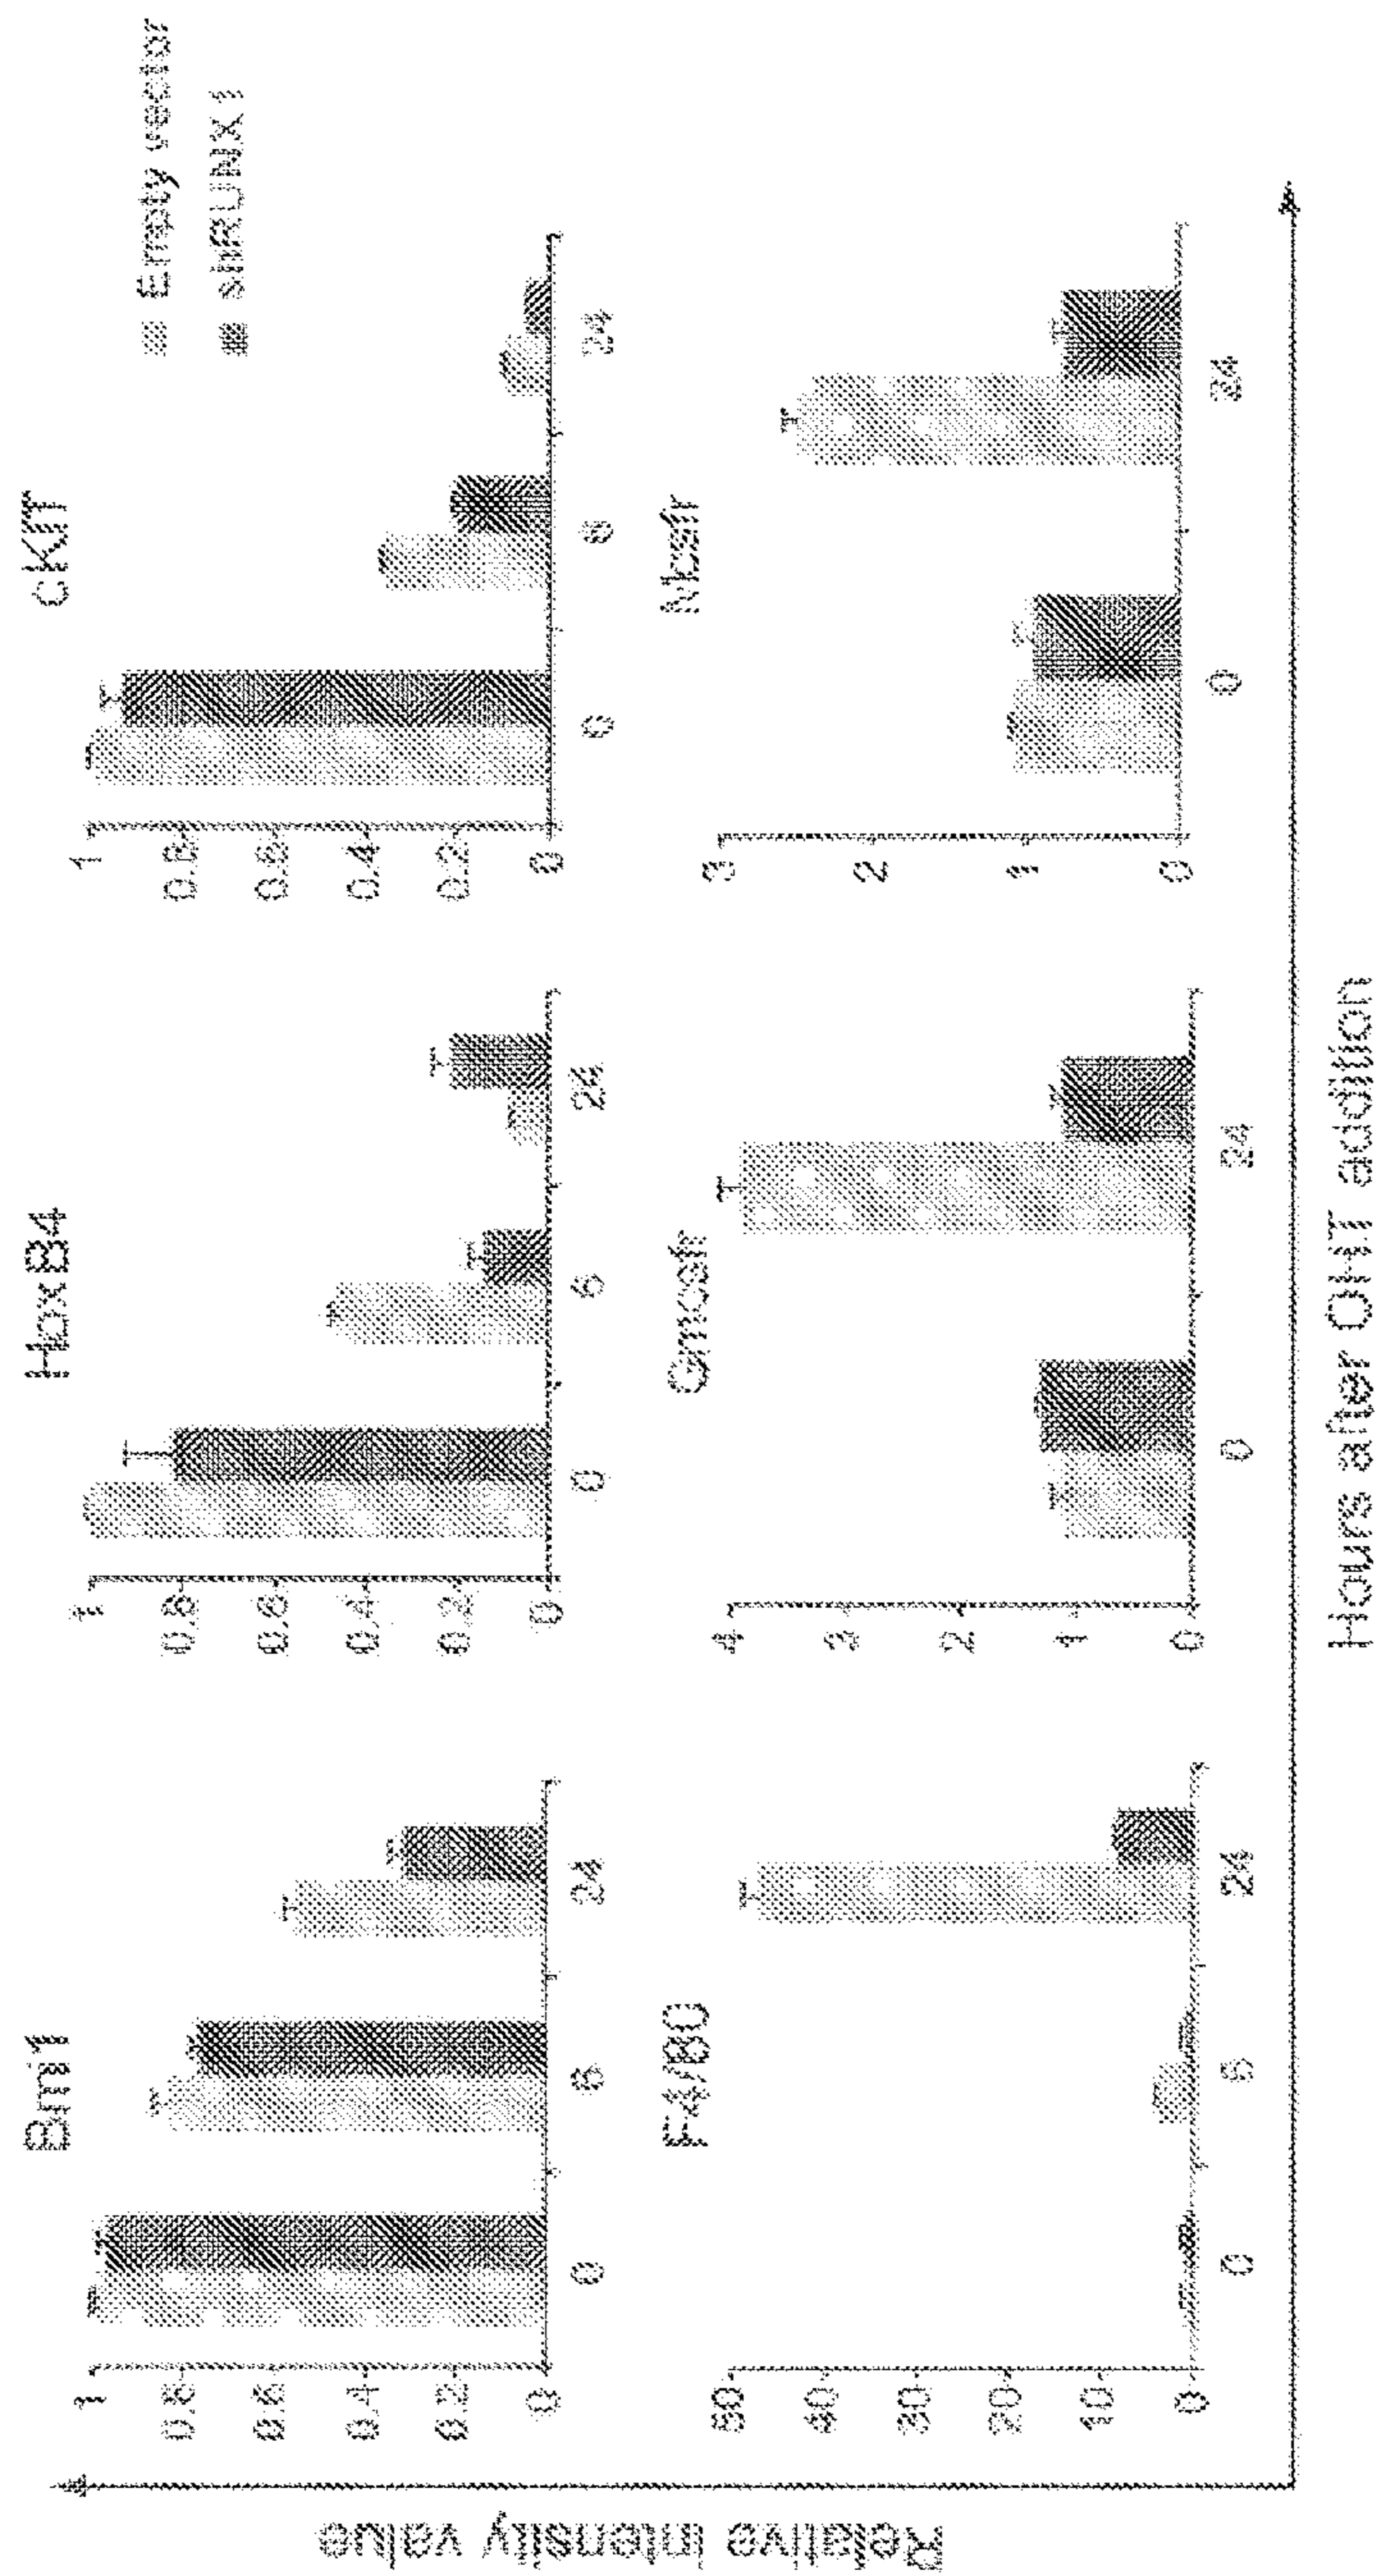 Relative intensity value
Empty vector
shRUNX1
Bmi1
1
0.8
0.6
0.4
0.2
0
0 6 24
HoxB4
1
0.8
0.6
0.4
0.2
0
0 6 24
cKIT
1
0.8
0.6
0.4
0.2
0
0 6 24
F4/80
50
40
30
20
10
0
0 6 24
Gmcsfr
4
3
2
1
0
0 24
Mcsfr
3
2
1
0
0 24
Hours after OHT addition